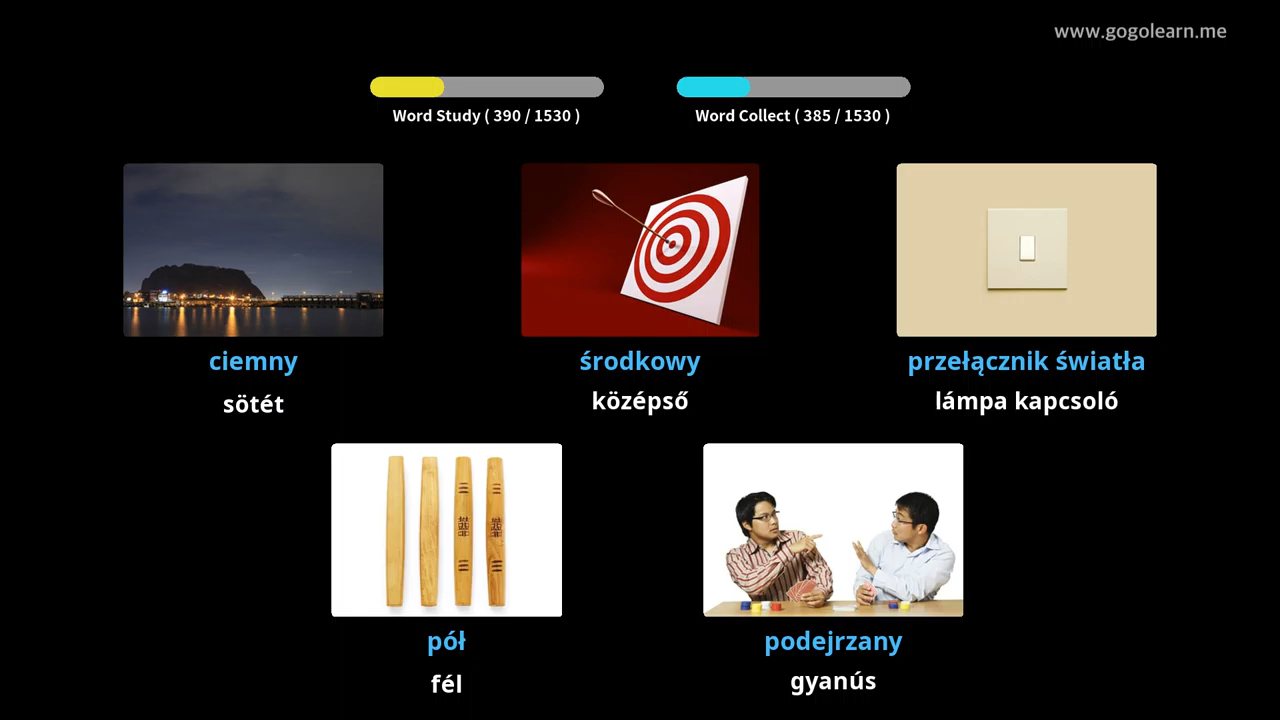 www.gogolearn.me
Word Study ( 390 / 1530 )
Word Collect ( 385 / 1530 )
ciemny
sötét
środkowy
középső
przełącznik światła
lámpa kapcsoló
pół
fél
podejrzany
gyanús